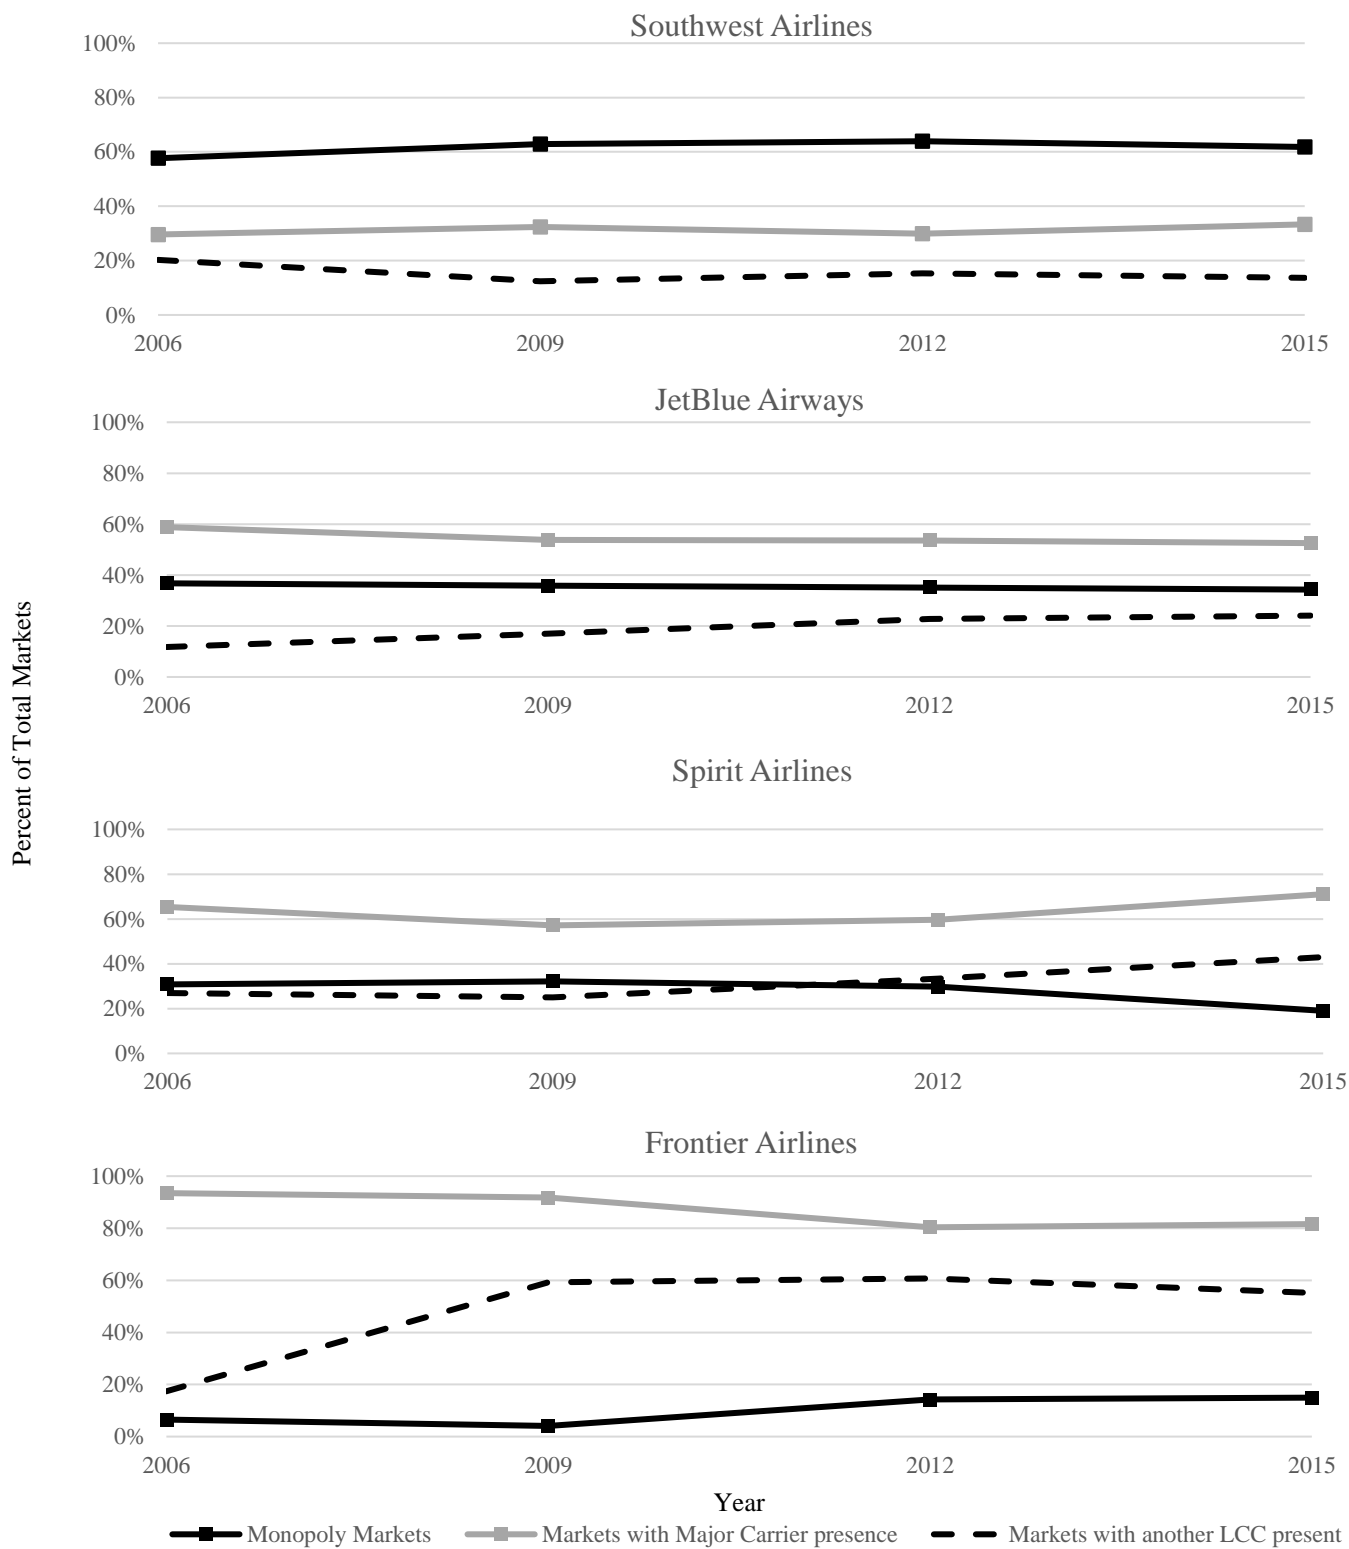 Southwest Airlines
100%
80%
60%
40%
20%
0%
2006 2009 2012 2015
JetBlue Airways
100%
80%
60%
40%
20%
0%
2006 2009 2012 2015
Percent of Total Markets
Spirit Airlines
100%
80%
60%
40%
20%
0%
2006 2009 2012 2015
Frontier Airlines
100%
80%
60%
40%
20%
0%
2006 2009 2012 2015
Year
Monopoly Markets Markets with Major Carrier presence Markets with another LCC present